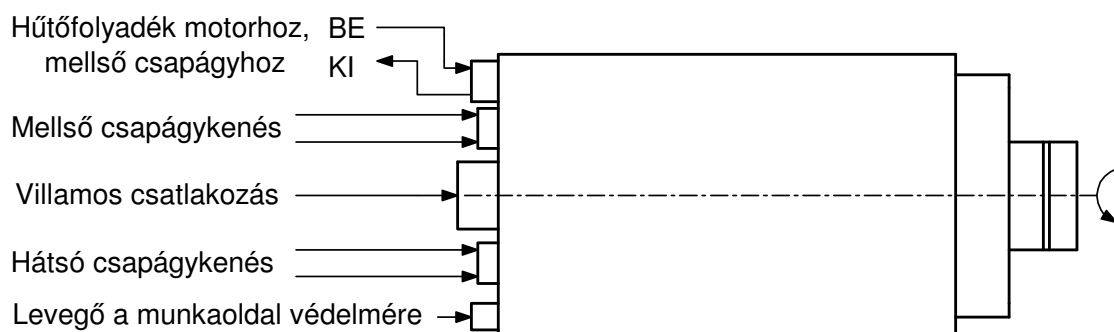 Hűtőfolyadék motorhoz, BE
mellső csapágyhoz KI
Mellső csapágykenés
Villamos csatlakozás
Hátsó csapágykenés
Levegő a munkaoldal védelmére